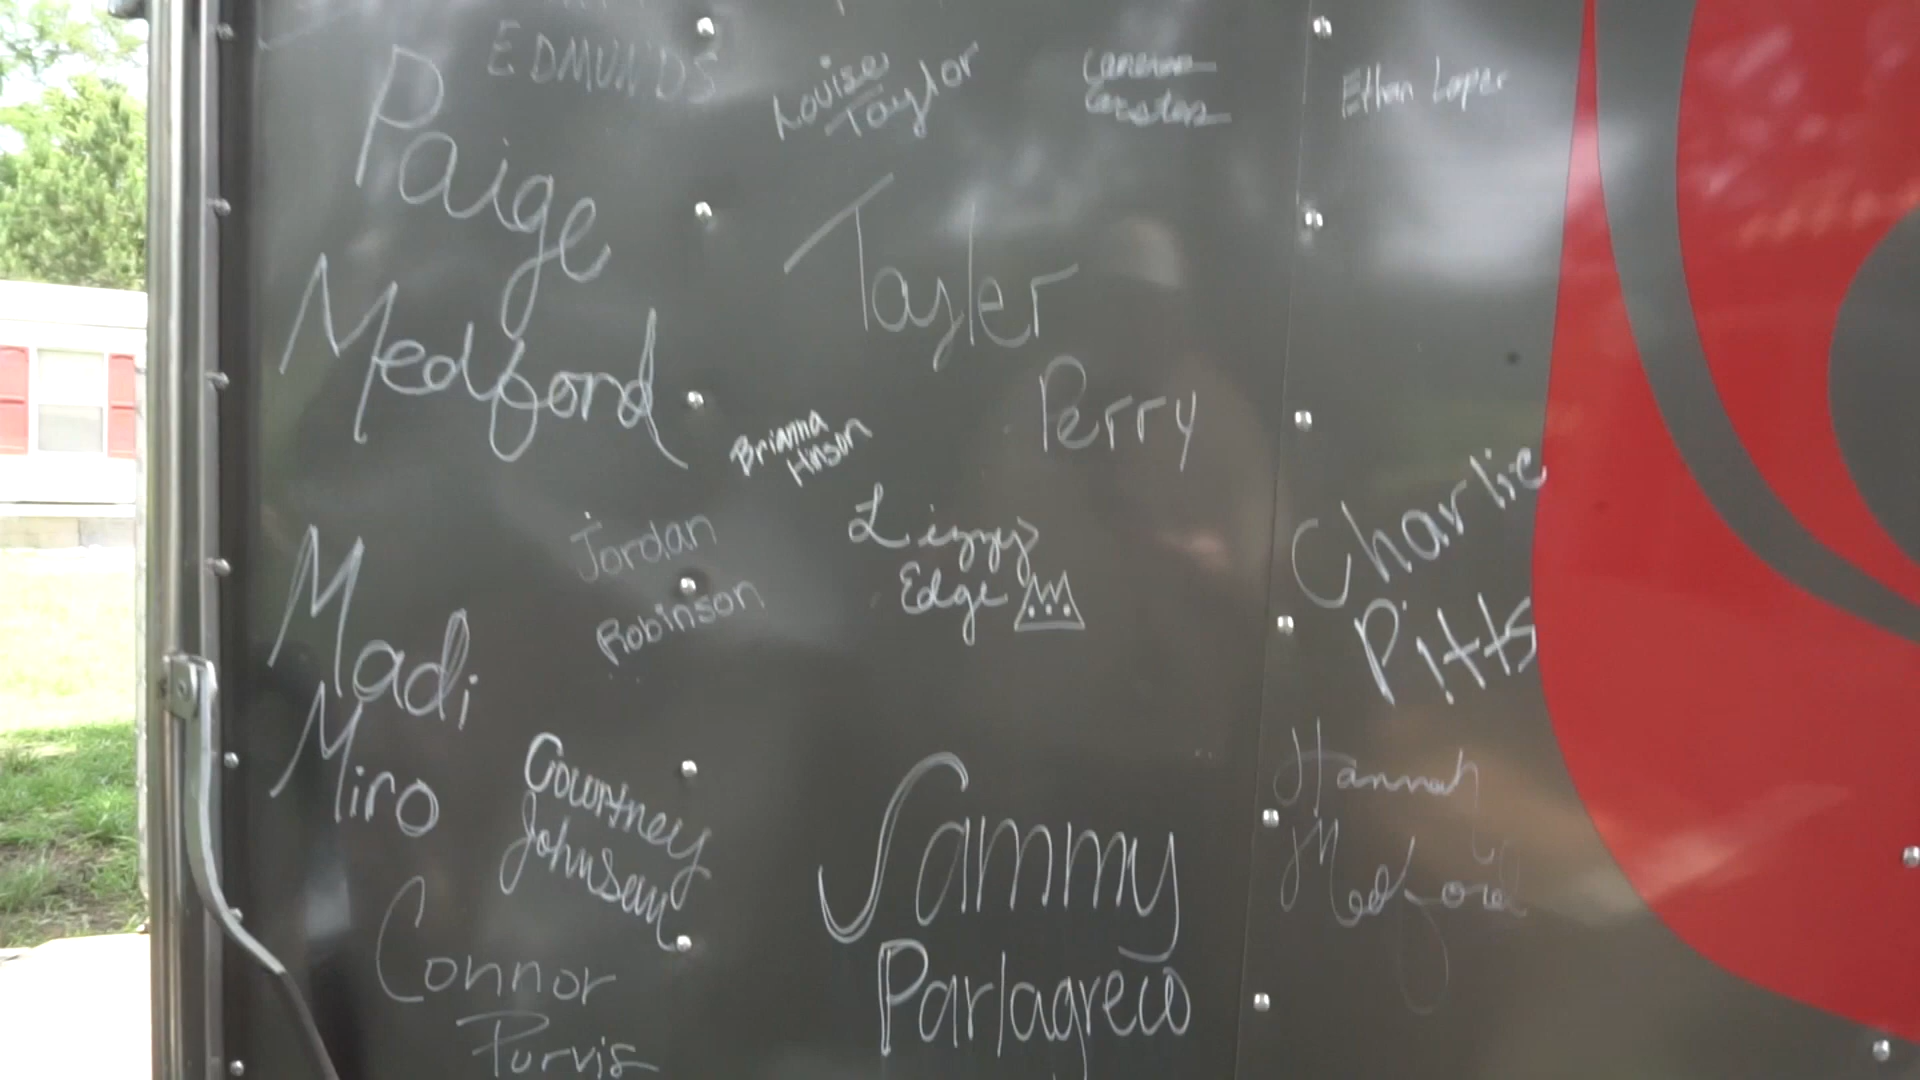 EDMUNDS
Louise
Taylor
Ethan Loper
Paige
Medford
Tayler
Perry
Brianna
Hinson
Jordan
Robinson
Lizzy
Edge
Charlie
Pitts
Madi
Miro
Courtney
Johnson
Sammy
Parlagreco
Hannah
Medford
Connor
Purvis